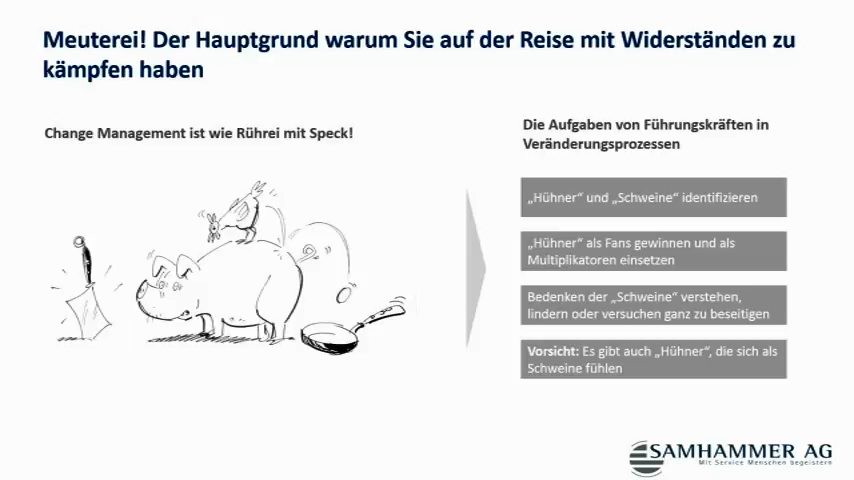 Meuterei! Der Hauptgrund warum Sie auf der Reise mit Widerständen zu
kämpfen haben
Change Management ist wie Rührei mit Speck!
Die Aufgaben von Führungskräften in
Veränderungsprozessen
„Hühner“ und „Schweine“ identifizieren
„Hühner“ als Fans gewinnen und als
Multiplikatoren einsetzen
Bedenken der „Schweine“ verstehen,
lindern oder versuchen ganz zu beseitigen
Vorsicht: Es gibt auch „Hühner“, die sich als
Schweine fühlen
SAMHAMMER AG
Mit Service Menschen begeistern